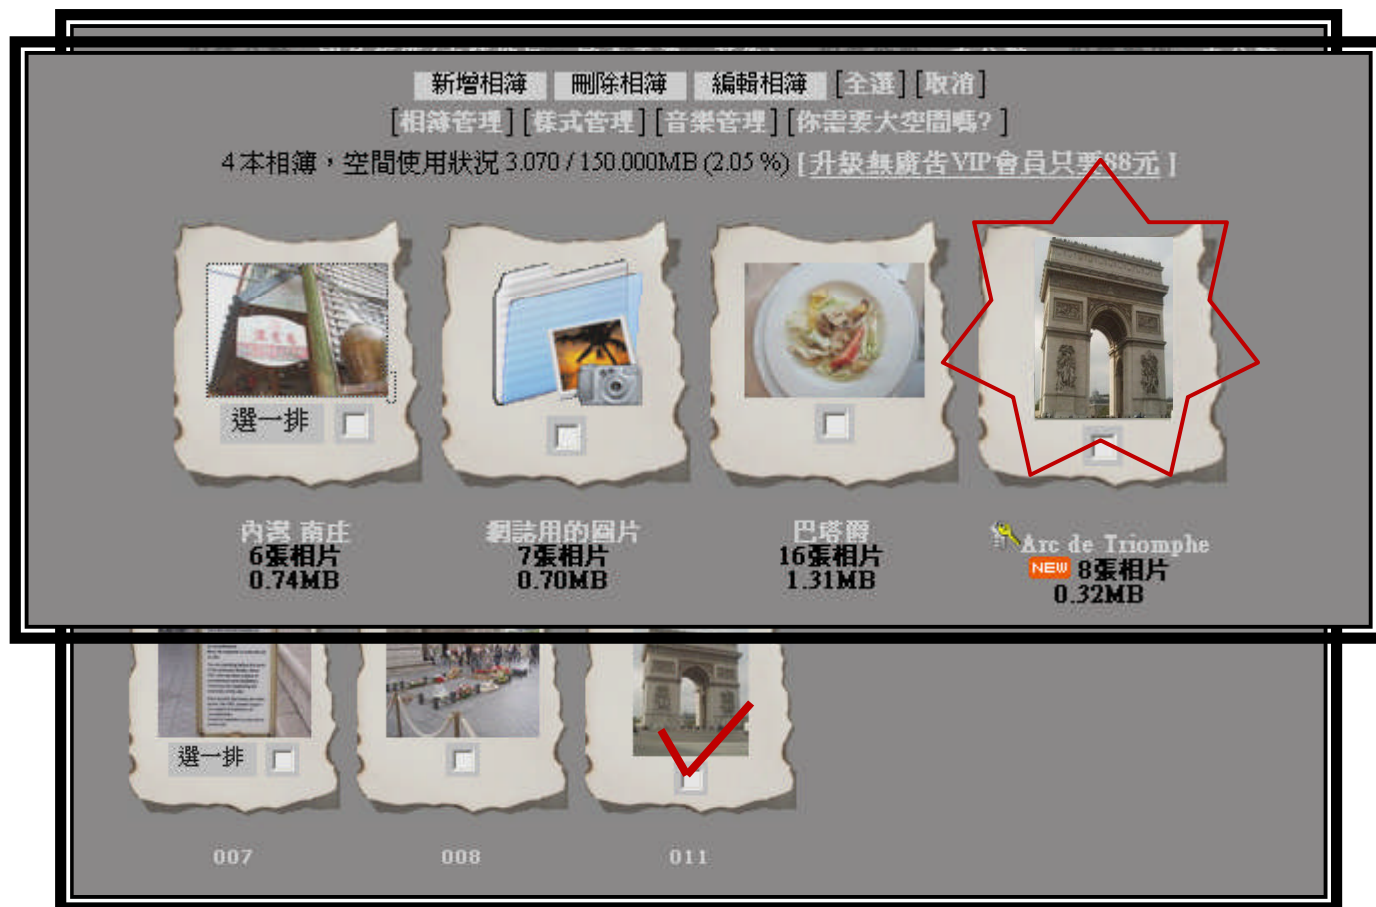 新增相簿 刪除相簿 編輯相簿 [全選] [取消]
[相簿管理] [樣式管理] [音樂管理] [你需要大空間嗎? ]
4 本相簿，空間使用狀況 3.070 / 150.000MB (2.05 %) [ 升級無廣告 VIP 會員只要88元 ]
選一排
內灣 南庄
6張相片
0.74MB
網誌用的圖片
7張相片
0.70MB
巴塔爵
16張相片
1.31MB
Arc de Triomphe
NEW 8張相片
0.32MB
選一排
007
008
011